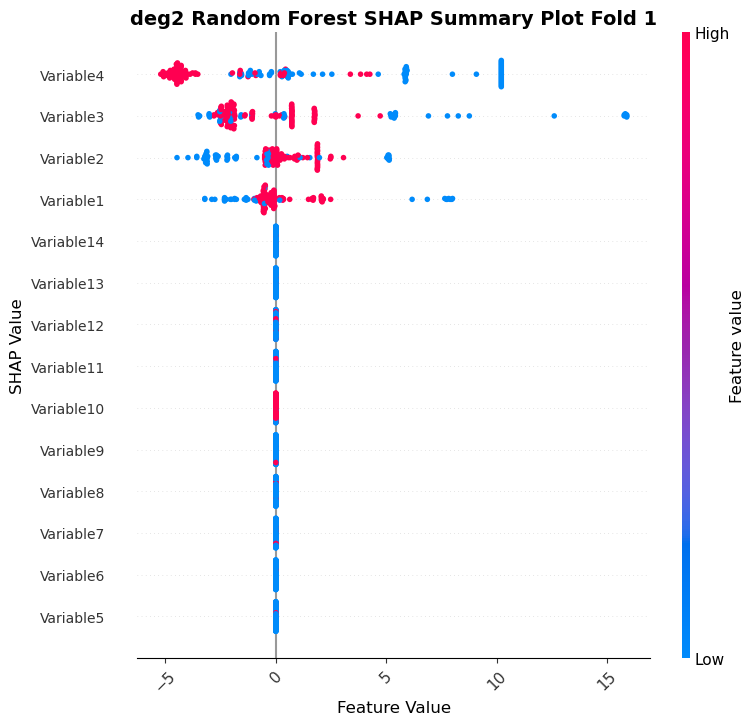 deg2 Random Forest SHAP Summary Plot Fold 1
High
Variable4
Variable3
Variable2
Variable1
Variable14
Variable13
Variable12
Variable11
Variable10
Variable9
Variable8
Variable7
Variable6
Variable5
SHAP Value
Feature value
Low
−5
0
5
10
15
Feature Value